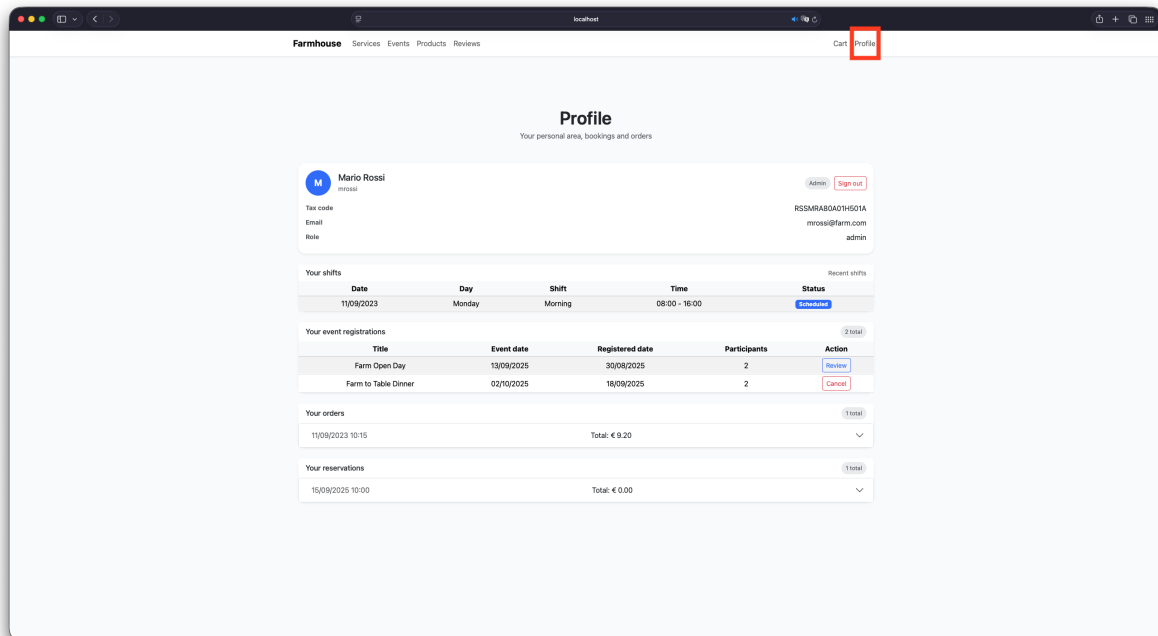 localhost
Farmhouse Services Events Products Reviews Cart Profile
Profile
Your personal area, bookings and orders
M
Mario Rossi
mrossi
Admin Sign out
Tax code RSSMRA80A01H501A
Email mrossi@farm.com
Role admin
Your shifts Recent shifts
Date Day Shift Time Status
11/09/2023 Monday Morning 08:00 - 16:00 Scheduled
Your event registrations 2 total
Title Event date Registered date Participants Action
Farm Open Day 13/09/2025 30/08/2025 2 Review
Farm to Table Dinner 02/10/2025 18/09/2025 2 Cancel
Your orders 1 total
11/09/2023 10:15 Total: € 9.20
Your reservations 1 total
15/09/2025 10:00 Total: € 0.00